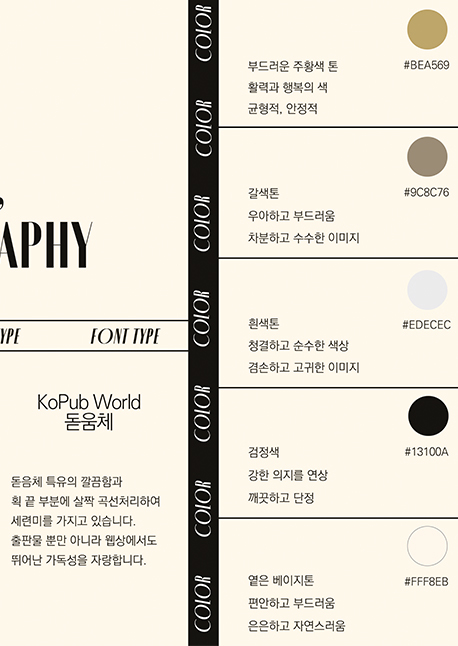 APHY
YPE
FONT TYPE
KoPub World
돋움체
돋움체 특유의 깔끔함과
획 끝 부분에 살짝 곡선처리하여
세련미를 가지고 있습니다.
출판물 뿐만 아니라 웹상에서도
뛰어난 가독성을 자랑합니다.
COLOR
COLOR
COLOR
COLOR
COLOR
COLOR
COLOR
부드러운 주황색 톤
활력과 행복의 색
균형적, 안정적
#BEA569
갈색톤
우아하고 부드러움
차분하고 수수한 이미지
#9C8C76
흰색톤
청결하고 순수한 색상
겸손하고 고귀한 이미지
#EDECEC
검정색
강한 의지를 연상
깨끗하고 단정
#13100A
옅은 베이지톤
편안하고 부드러움
은은하고 자연스러움
#FFF8EB